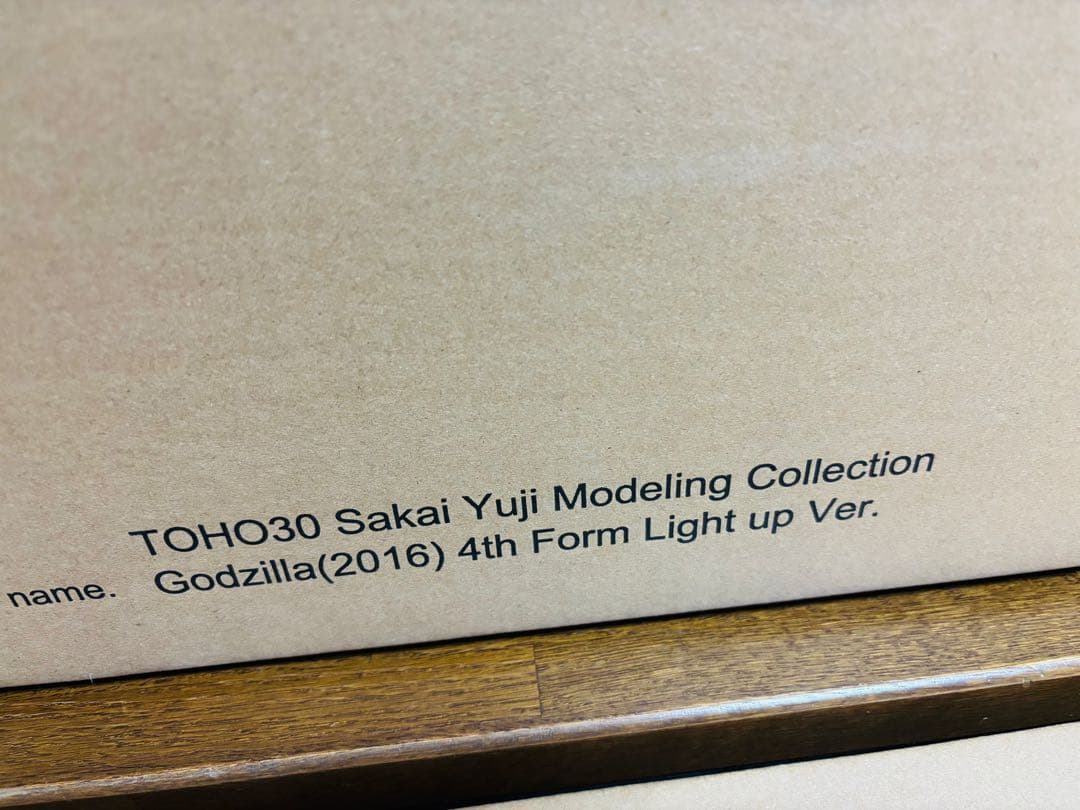 TOHO30 Sakai Yuji Modeling Collection
name. Godzilla(2016) 4th Form Light up Ver.